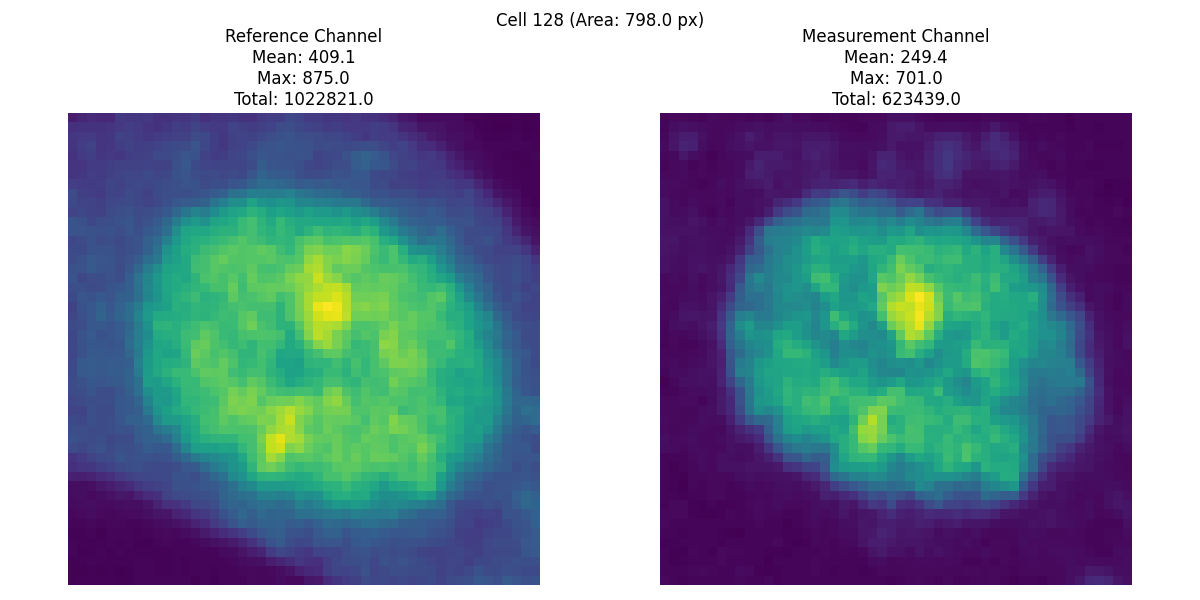 Cell 128 (Area: 798.0 px)
Reference Channel
Mean: 409.1
Max: 875.0
Total: 1022821.0
Measurement Channel
Mean: 249.4
Max: 701.0
Total: 623439.0